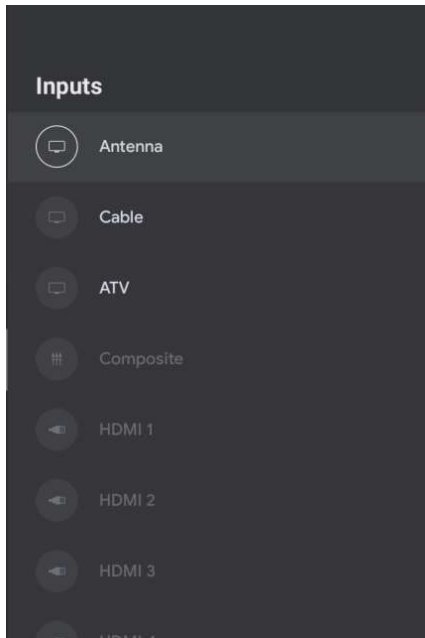 Inputs
Antenna
Cable
ATV
Composite
HDMI 1
HDMI 2
HDMI 3